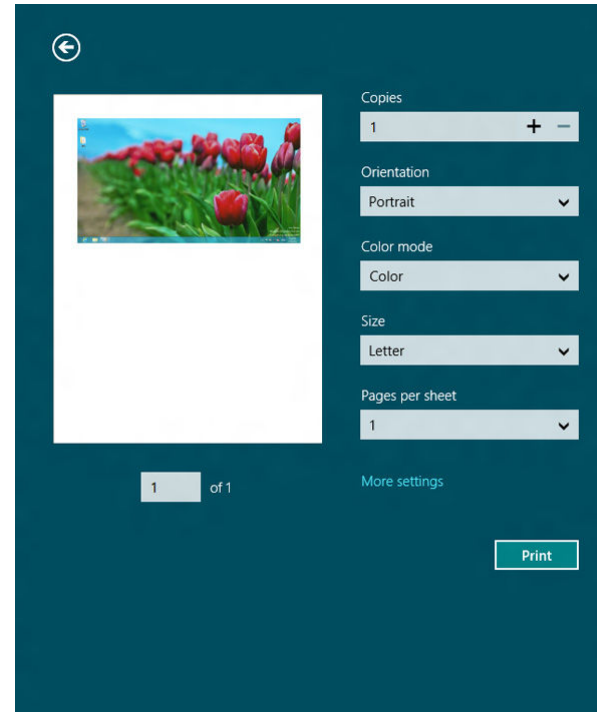 Copies
1
Orientation
Portrait
Color mode
Color
Size
Letter
Pages per sheet
1
1 of 1
More settings
Print